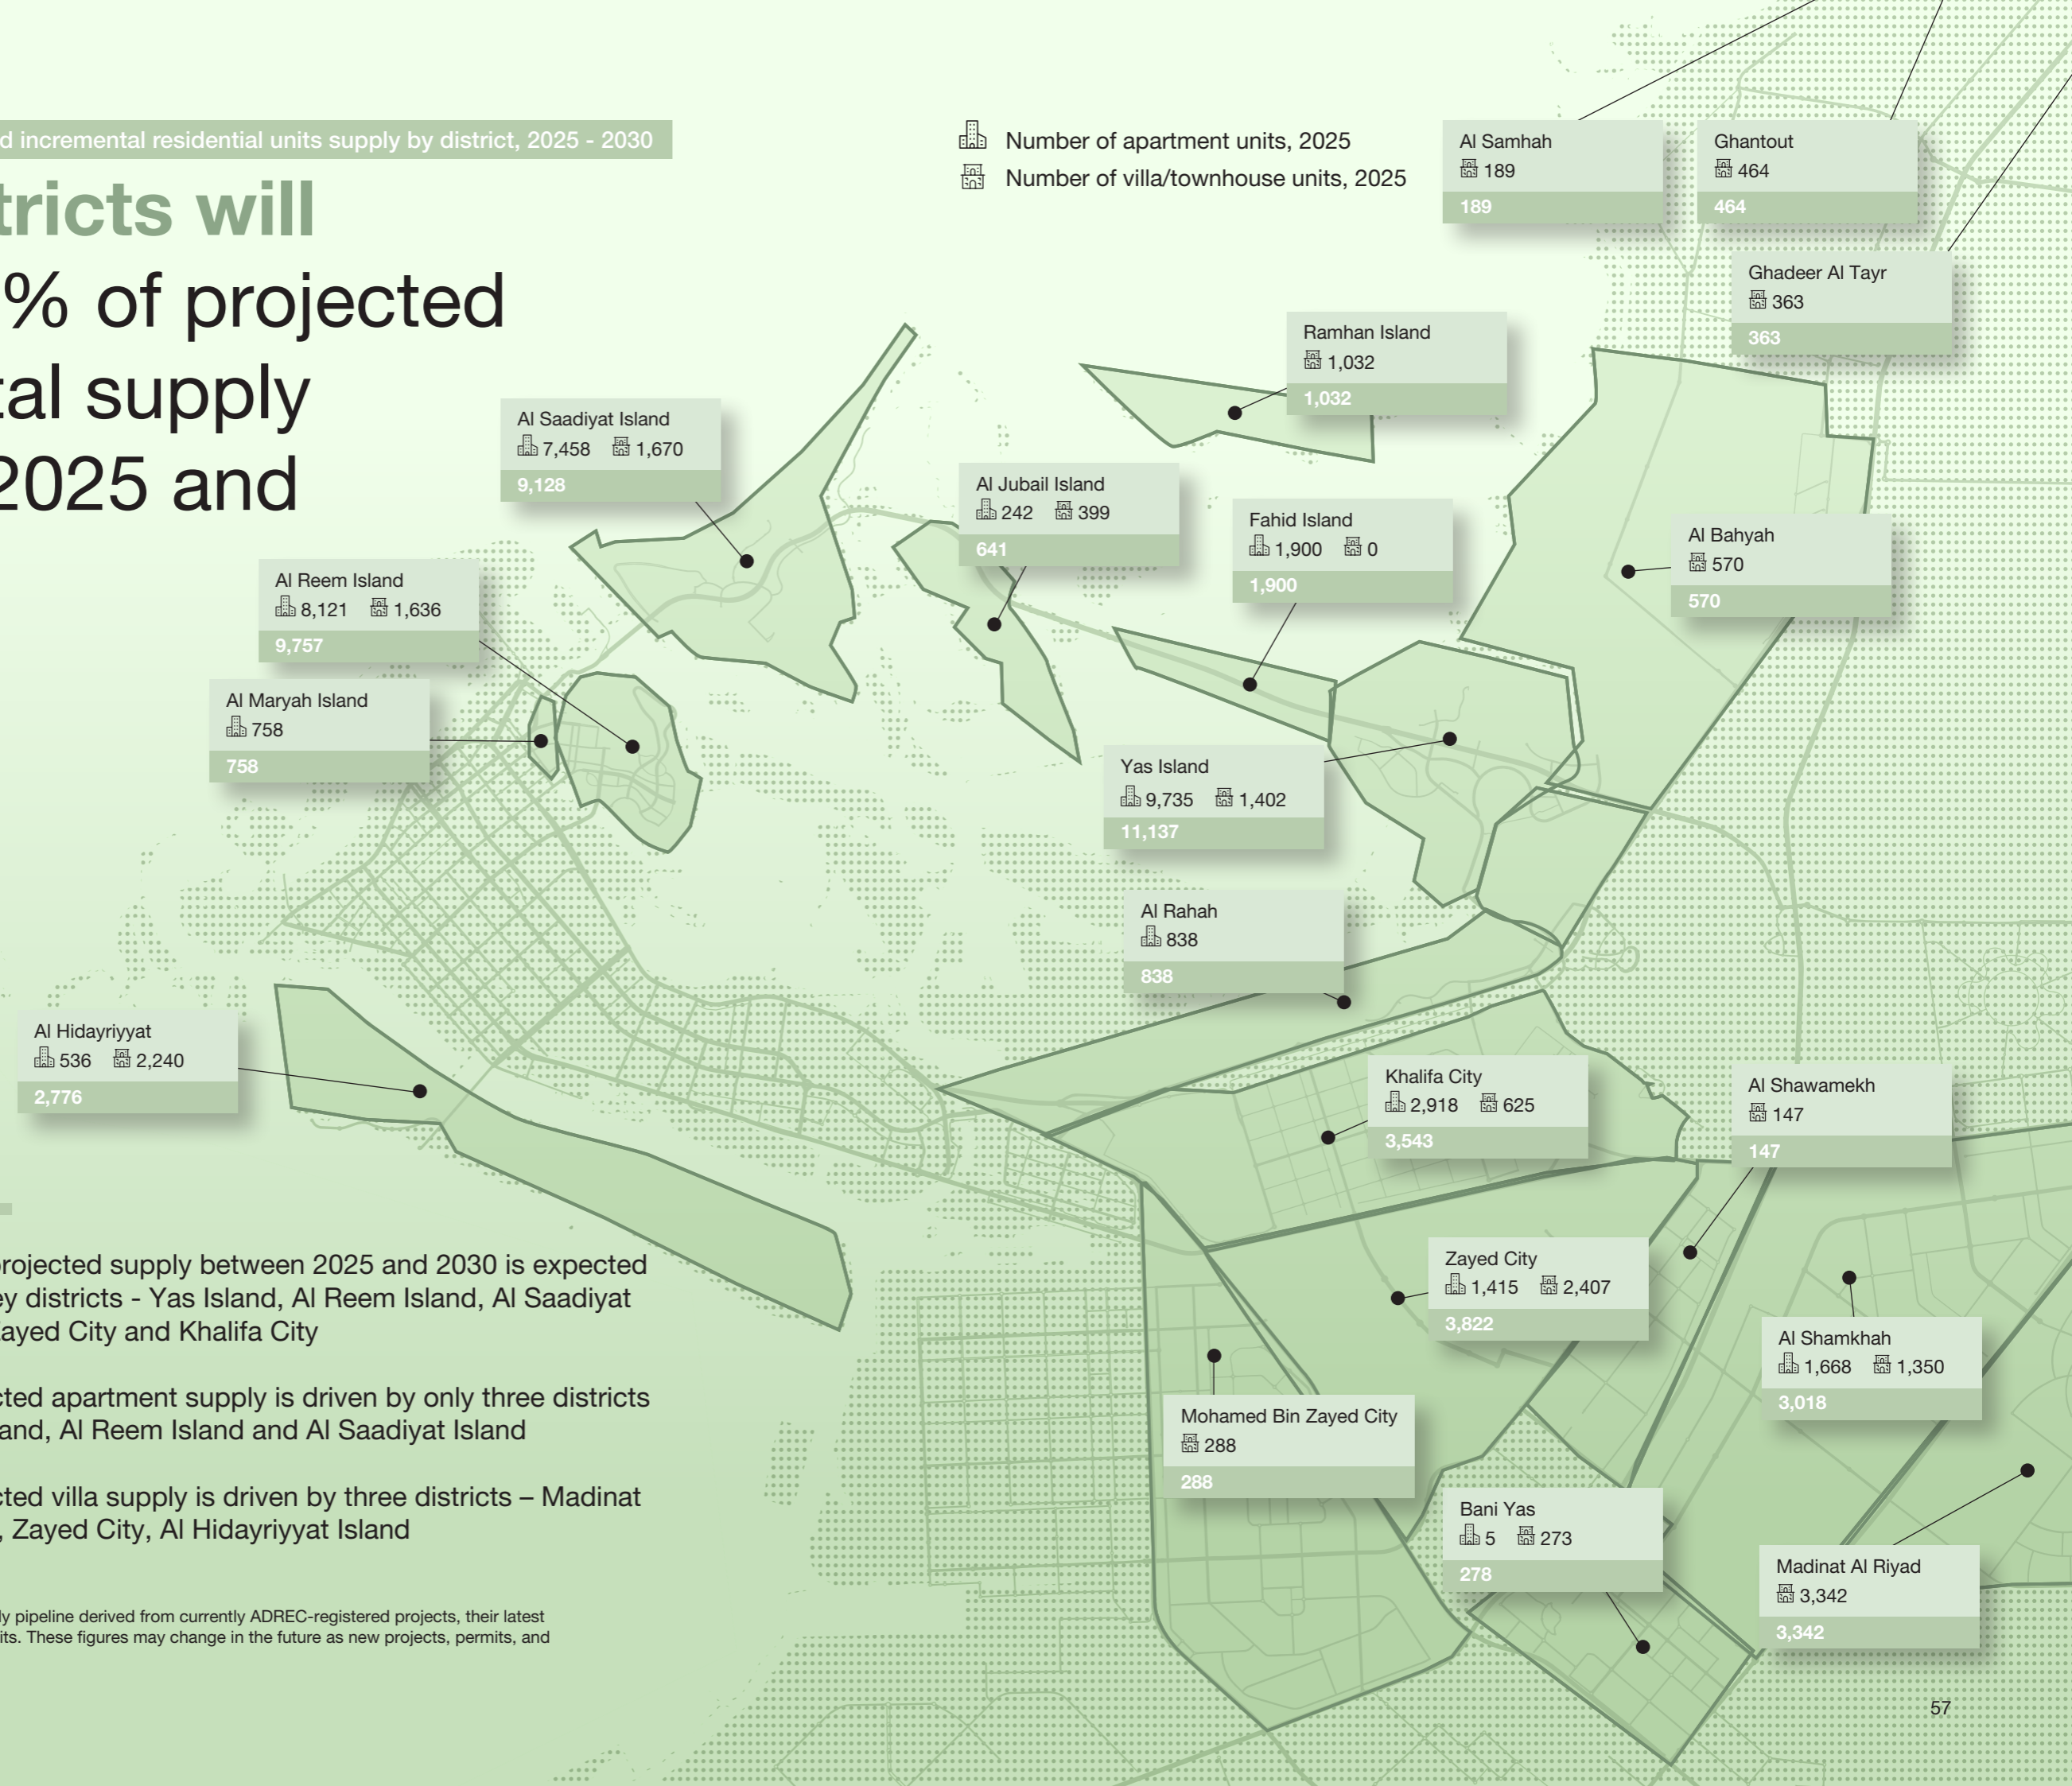 d incremental residential units supply by district, 2025 - 2030
tricts will
% of projected
tal supply
2025 and
Number of apartment units, 2025
Number of villa/townhouse units, 2025
Al Samhah
189
189
Ghantout
464
464
Ghadeer Al Tayr
363
363
Ramhan Island
1,032
1,032
Al Saadiyat Island
7,458 1,670
9,128
Al Jubail Island
242 399
641
Fahid Island
1,900 0
1,900
Al Bahyah
570
570
Al Reem Island
8,121 1,636
9,757
Al Maryah Island
758
758
Yas Island
9,735 1,402
11,137
Al Rahah
838
838
Al Hidayriyyat
536 2,240
2,776
Khalifa City
2,918 625
3,543
Al Shawamekh
147
147
Zayed City
1,415 2,407
3,822
Al Shamkhah
1,668 1,350
3,018
Mohamed Bin Zayed City
288
288
Bani Yas
5 273
278
Madinat Al Riyad
3,342
3,342
projected supply between 2025 and 2030 is expected
ey districts - Yas Island, Al Reem Island, Al Saadiyat
Zayed City and Khalifa City
cted apartment supply is driven by only three districts
and, Al Reem Island and Al Saadiyat Island
cted villa supply is driven by three districts – Madinat
, Zayed City, Al Hidayriyyat Island
ly pipeline derived from currently ADREC-registered projects, their latest
its. These figures may change in the future as new projects, permits, and
57